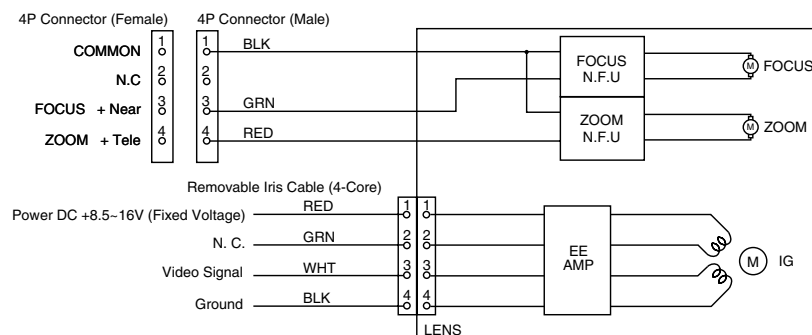 4P Connector (Female) 4P Connector (Male)
COMMON 1 1 BLK
N.C 2 2
FOCUS + Near 3 3 GRN
ZOOM + Tele 4 4 RED
FOCUS
N.F.U
M FOCUS
ZOOM
N.F.U
M ZOOM
Removable Iris Cable (4-Core)
Power DC +8.5~16V (Fixed Voltage) RED 1 1
N. C. GRN 2 2
Video Signal WHT 3 3
Ground BLK 4 4
EE
AMP
M IG
LENS